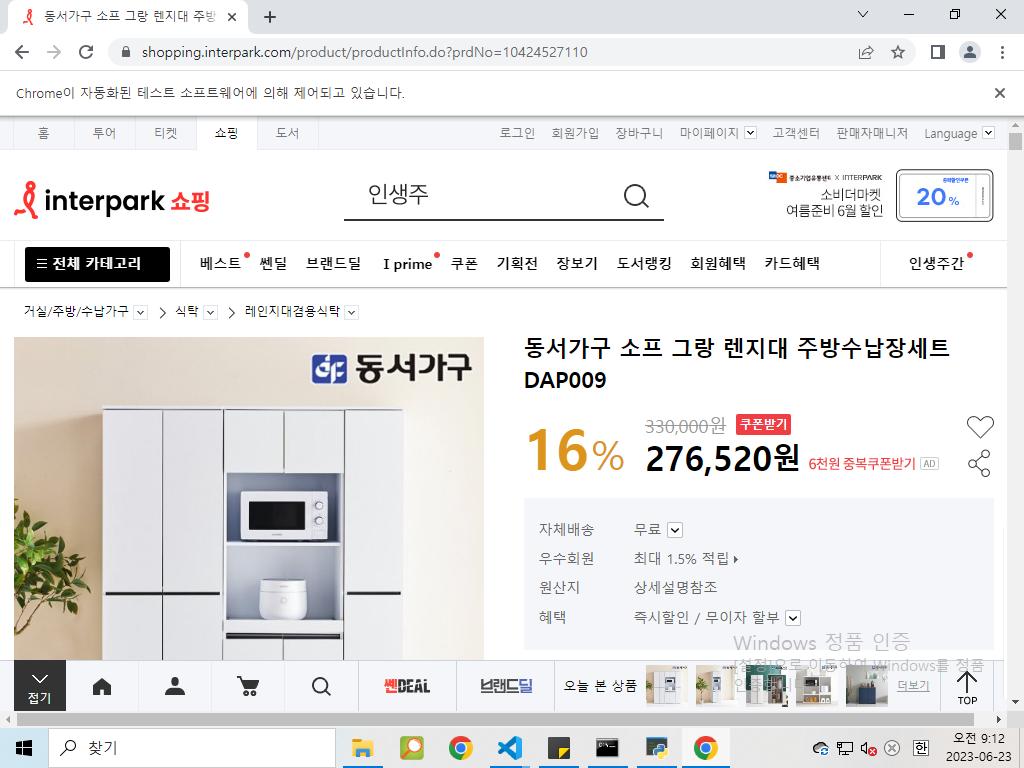 동서가구 소프 그랑 렌지대 주방
shopping.interpark.com/product/productInfo.do?prdNo=10424527110
Chrome이 자동화된 테스트 소프트웨어에 의해 제어되고 있습니다.
홈 투어 티켓 쇼핑 도서 로그인 회원가입 장바구니 마이페이지 고객센터 판매자매니저 Language
interpark 쇼핑 인생주
중소기업유통센터 X INTERPARK
소비더마켓
여름준비 6월 할인
중복할인쿠폰
20%
전체 카테고리 베스트 쎈딜 브랜드딜 I prime 쿠폰 기획전 장보기 도서랭킹 회원혜택 카드혜택 인생주간
거실/주방/수납가구 식탁 레인지대겸용식탁
동서가구
동서가구 소프 그랑 렌지대 주방수납장세트
DAP009
16% 330,000원 쿠폰받기
276,520원 6천원 중복쿠폰받기 AD
자체배송 무료
우수회원 최대 1.5% 적립
원산지 상세설명참조
혜택 즉시할인 / 무이자 할부
Windows 정품 인증
[설정]으로 이동하여 Windows를 정품
접기 쎈DEAL 브랜드딜 오늘 본 상품 더보기 TOP
찾기 한 오전 9:12
2023-06-23